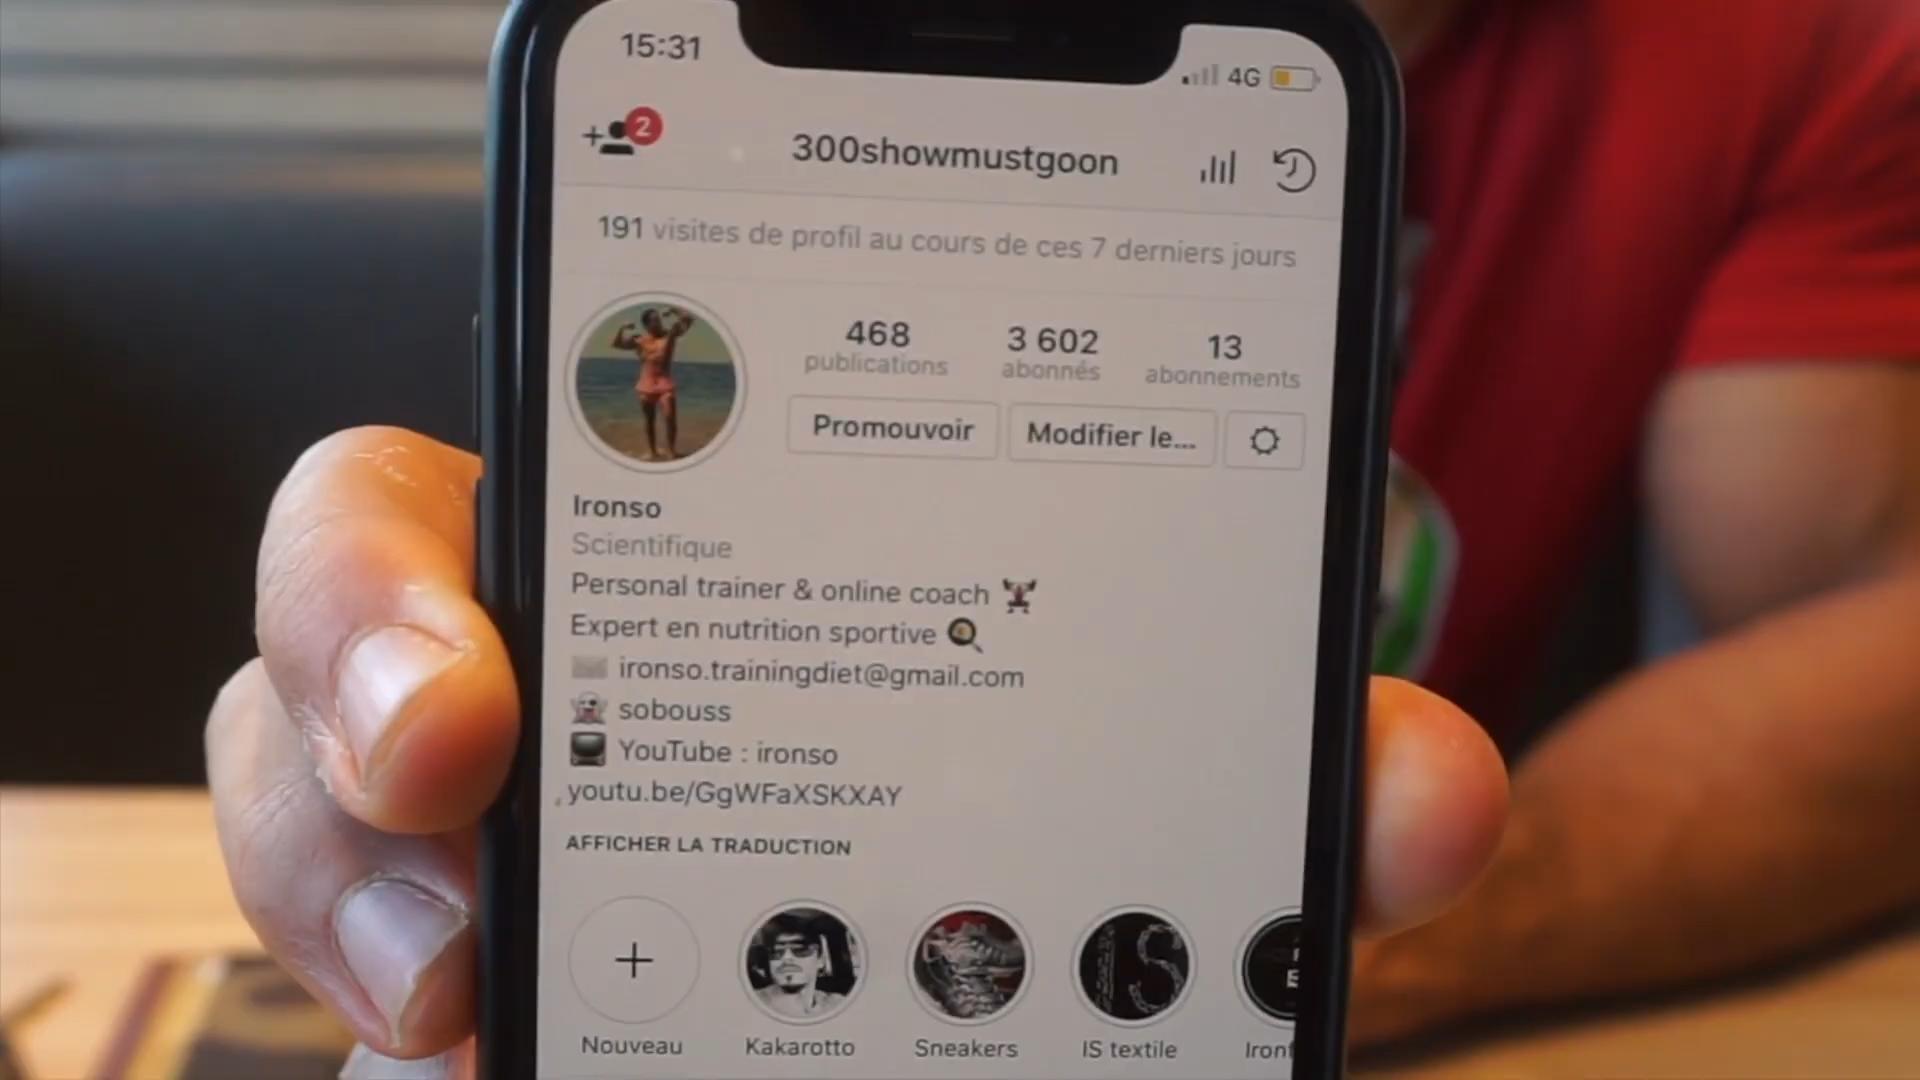 15:31
4G
2
300showmustgoon
191 visites de profil au cours de ces 7 derniers jours
468 3 602 13
publications abonnés abonnements
Promouvoir Modifier le...
Ironso
Scientifique
Personal trainer & online coach
Expert en nutrition sportive
ironso.trainingdiet@gmail.com
sobouss
YouTube : ironso
youtu.be/GgWFaXSKXAY
AFFICHER LA TRADUCTION
Nouveau Kakarotto Sneakers IS textile